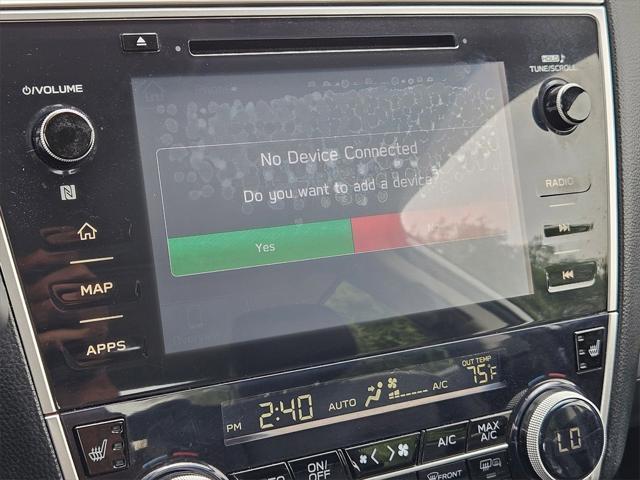 ⏻/VOLUME
HOLD ♪
TUNE/SCROLL
No Device Connected
Do you want to add a device?
Yes
RADIO
MAP
APPS
OUT TEMP
75°F
PM 2:40 AUTO A/C
LO
A/C
MAX A/C
ON/OFF
FRONT